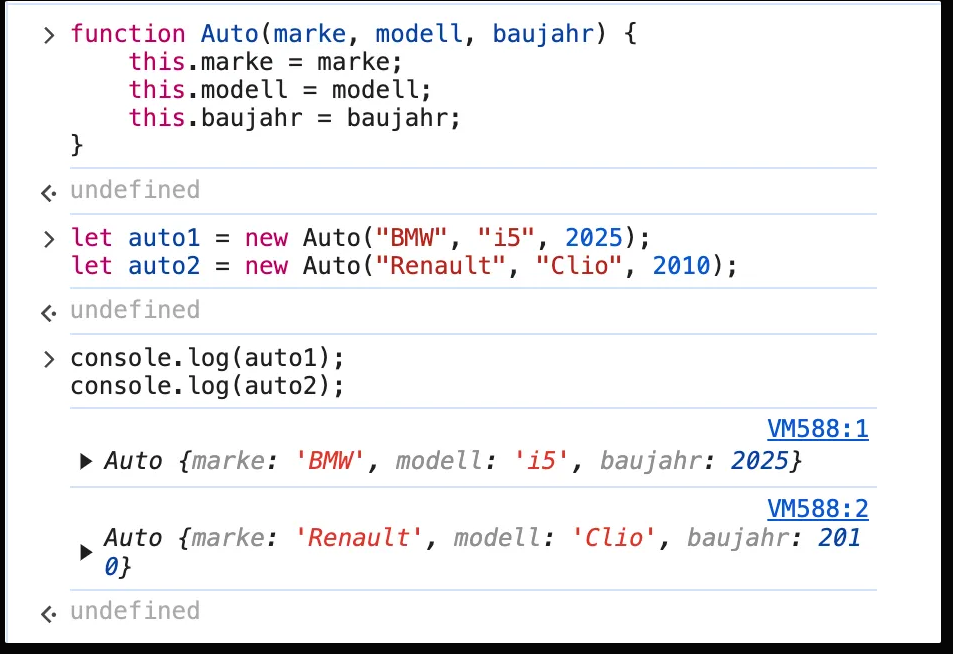 function Auto(marke, modell, baujahr) {
    this.marke = marke;
    this.modell = modell;
    this.baujahr = baujahr;
}
undefined
let auto1 = new Auto("BMW", "i5", 2025);
let auto2 = new Auto("Renault", "Clio", 2010);
undefined
console.log(auto1);
console.log(auto2);
VM588:1
Auto {marke: 'BMW', modell: 'i5', baujahr: 2025}
VM588:2
Auto {marke: 'Renault', modell: 'Clio', baujahr: 201
0}
undefined